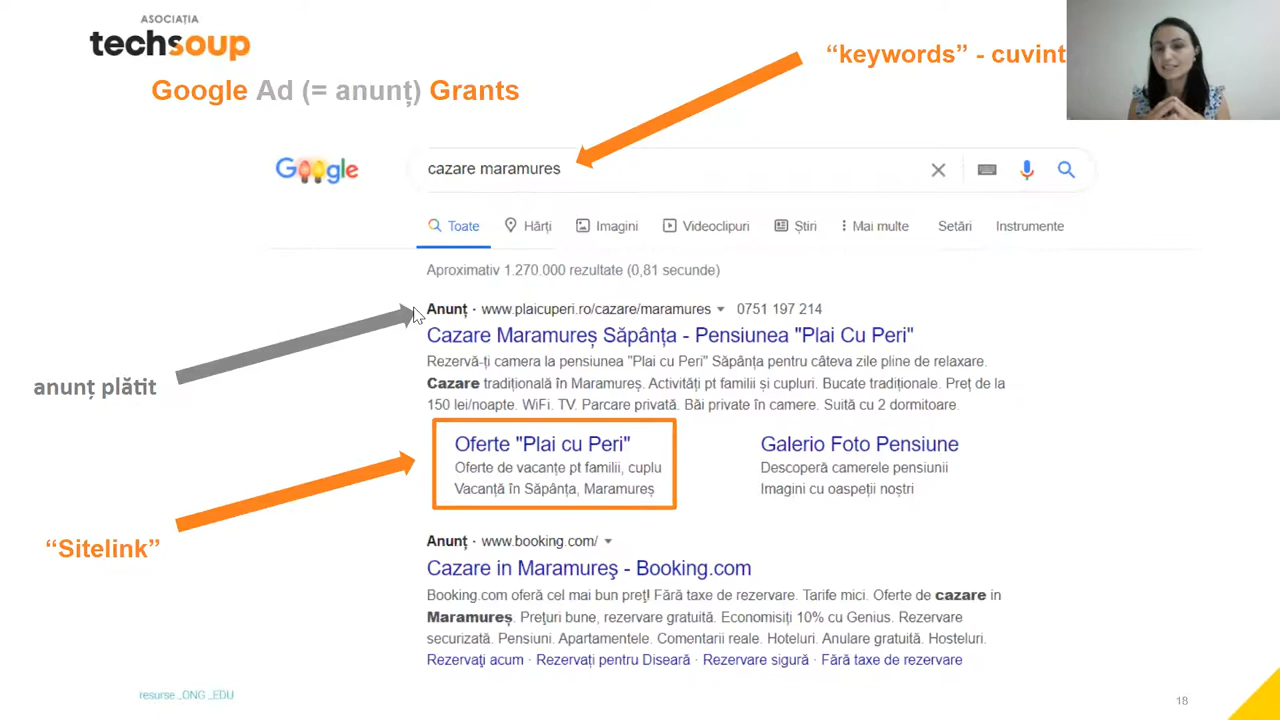 ASOCIAȚIA
techsoup
"keywords" - cuvint
Google Ad (= anunț) Grants
Google
cazare maramures
Toate Hărți Imagini Videoclipuri Știri Mai multe Setări Instrumente
Aproximativ 1.270.000 rezultate (0,81 secunde)
Anunț · www.plaicuperi.ro/cazare/maramures 0751 197 214
Cazare Maramureș Săpânța - Pensiunea "Plai Cu Peri"
Rezervă-ți camera la pensiunea "Plai cu Peri" Săpânța pentru câteva zile pline de relaxare.
Cazare tradițională în Maramureș. Activități pt familii și cupluri. Bucate tradiționale. Preț de la
150 lei/noapte. WiFi. TV. Parcare privată. Băi private în camere. Suită cu 2 dormitoare.
anunț plătit
Oferte "Plai cu Peri"
Oferte de vacanțe pt familii, cuplu
Vacanță în Săpânța, Maramureș
Galerio Foto Pensiune
Descoperă camerele pensiunii
Imagini cu oaspeții noștri
"Sitelink"
Anunț · www.booking.com/
Cazare in Maramureş - Booking.com
Booking.com oferă cel mai bun preţ! Fără taxe de rezervare. Tarife mici. Oferte de cazare in
Maramureş. Preţuri bune, rezervare gratuită. Economisiți 10% cu Genius. Rezervare
securizată. Pensiuni. Apartamentele. Comentarii reale. Hoteluri. Anulare gratuită. Hosteluri.
Rezervaţi acum · Rezervați pentru Diseară · Rezervare sigură · Fără taxe de rezervare
resurse_ONG_EDU
18